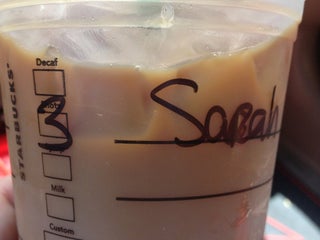 Decaf
3
Sarah
STARBUCKS
Milk
Custom